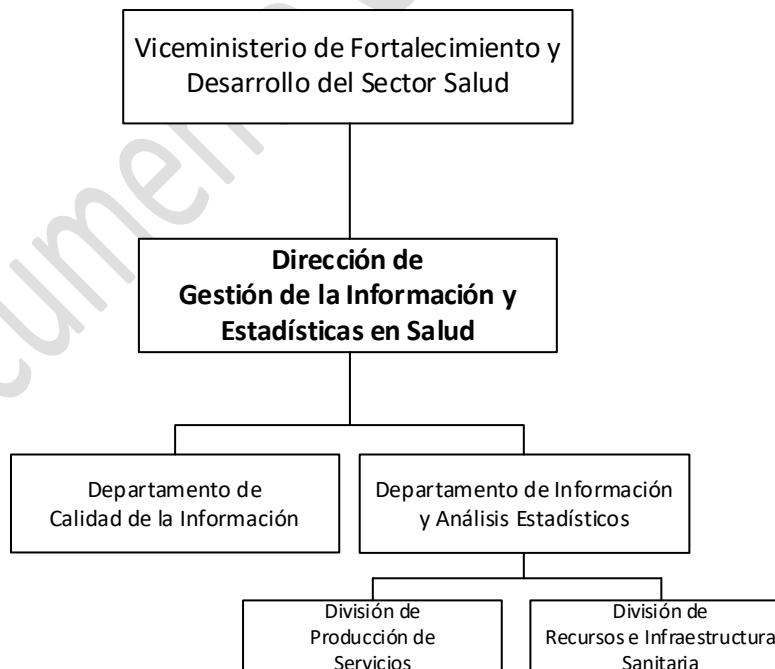 Viceministerio de Fortalecimiento y
Desarrollo del Sector Salud
Dirección de
Gestión de la Información y
Estadísticas en Salud
Departamento de
Calidad de la Información
Departamento de Información
y Análisis Estadísticos
División de
Producción de
Servicios
División de
Recursos e Infraestructura
Sanitaria